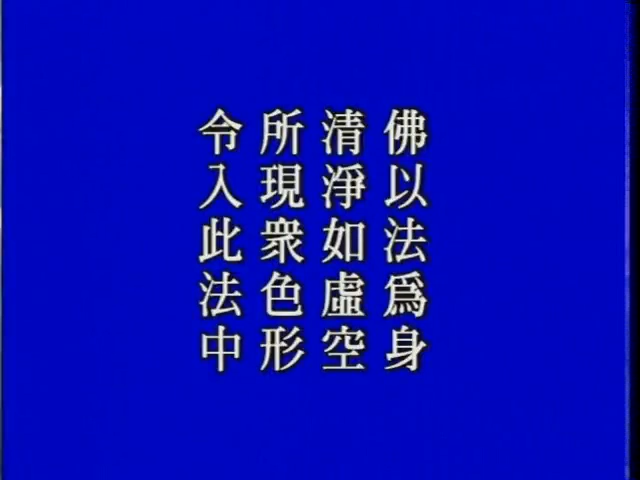 佛以法爲身
清淨如虛空
所現衆色形
令入此法中